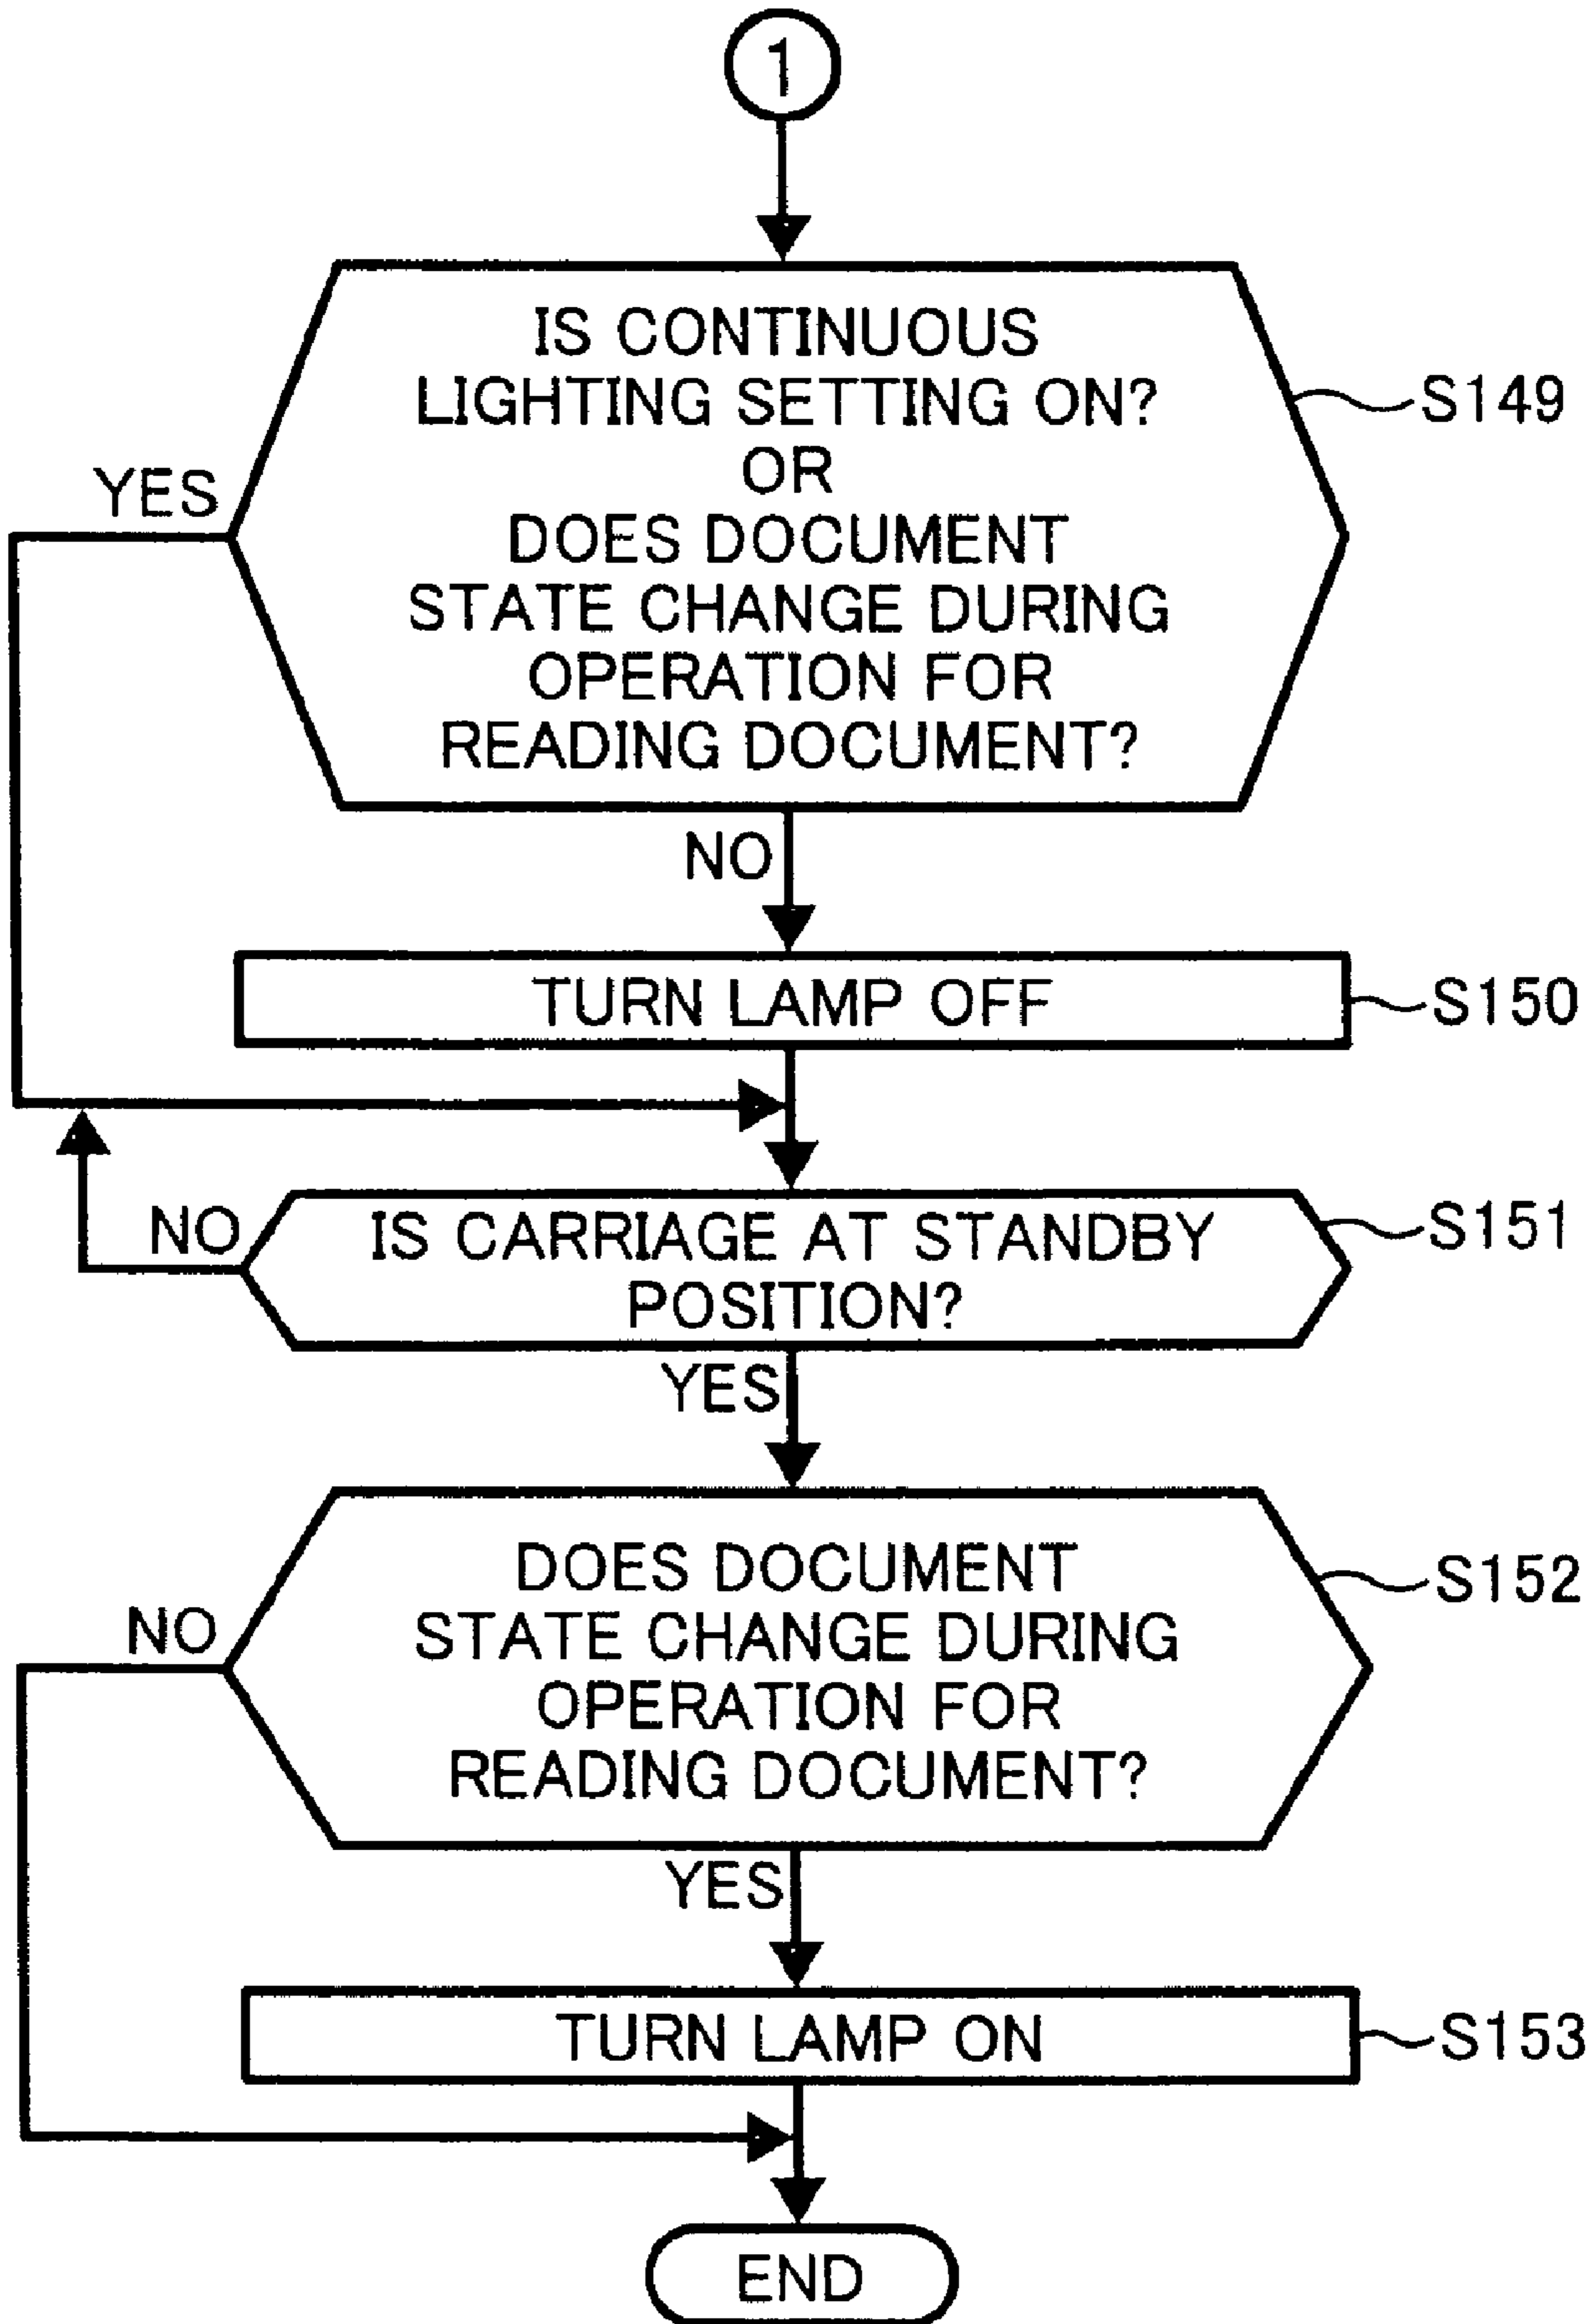 1
IS CONTINUOUS
LIGHTING SETTING ON?
OR
DOES DOCUMENT
STATE CHANGE DURING
OPERATION FOR
READING DOCUMENT?
S149
YES
NO
TURN LAMP OFF
S150
NO
IS CARRIAGE AT STANDBY
POSITION?
S151
YES
DOES DOCUMENT
STATE CHANGE DURING
OPERATION FOR
READING DOCUMENT?
S152
NO
YES
TURN LAMP ON
S153
END